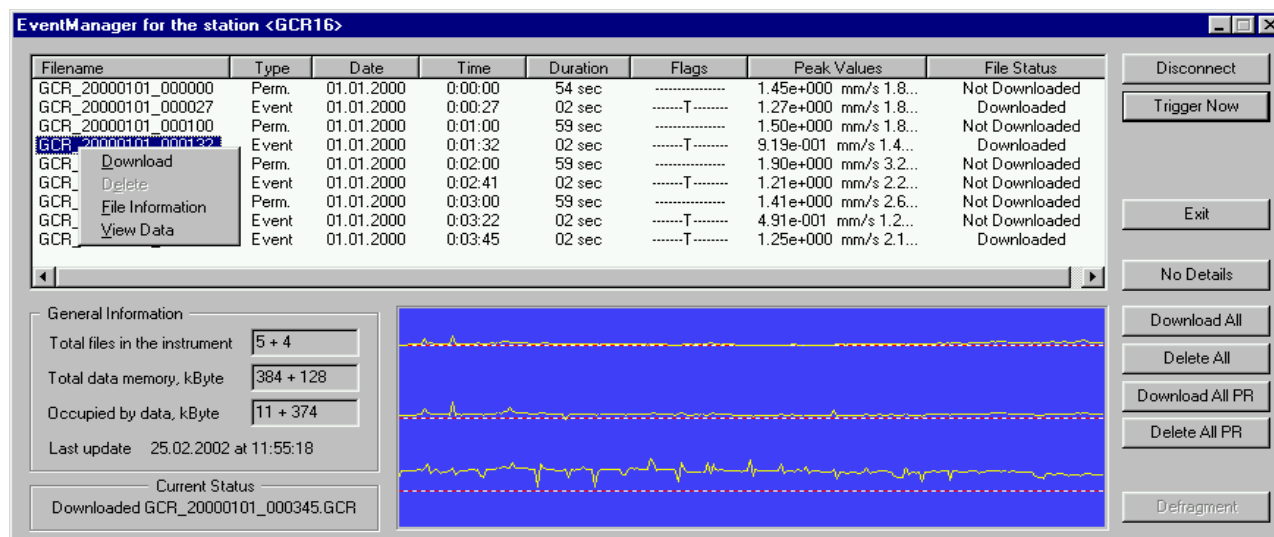 EventManager for the station <GCR16>
Filename Type Date Time Duration Flags Peak Values File Status
GCR_20000101_000000 Perm. 01.01.2000 0:00:00 54 sec --------------- 1.45e+000 mm/s 1.8... Not Downloaded
GCR_20000101_000027 Event 01.01.2000 0:00:27 02 sec -------T-------- 1.27e+000 mm/s 1.8... Downloaded
GCR_20000101_000100 Perm. 01.01.2000 0:01:00 59 sec --------------- 1.50e+000 mm/s 1.8... Not Downloaded
GCR_20000101_000132 Event 01.01.2000 0:01:32 02 sec -------T-------- 9.19e-001 mm/s 1.4... Downloaded
GCR_ Perm. 01.01.2000 0:02:00 59 sec --------------- 1.90e+000 mm/s 3.2... Not Downloaded
GCR_ Event 01.01.2000 0:02:41 02 sec -------T-------- 1.21e+000 mm/s 2.2... Not Downloaded
GCR_ Perm. 01.01.2000 0:03:00 59 sec --------------- 1.41e+000 mm/s 2.6... Not Downloaded
GCR_ Event 01.01.2000 0:03:22 02 sec -------T-------- 4.91e-001 mm/s 1.2... Not Downloaded
GCR_ Event 01.01.2000 0:03:45 02 sec -------T-------- 1.25e+000 mm/s 2.1... Downloaded
Download
Delete
File Information
View Data
Disconnect
Trigger Now
Exit
No Details
Download All
Delete All
Download All PR
Delete All PR
Defragment
General Information
Total files in the instrument 5 + 4
Total data memory, kByte 384 + 128
Occupied by data, kByte 11 + 374
Last update 25.02.2002 at 11:55:18
Current Status
Downloaded GCR_20000101_000345.GCR